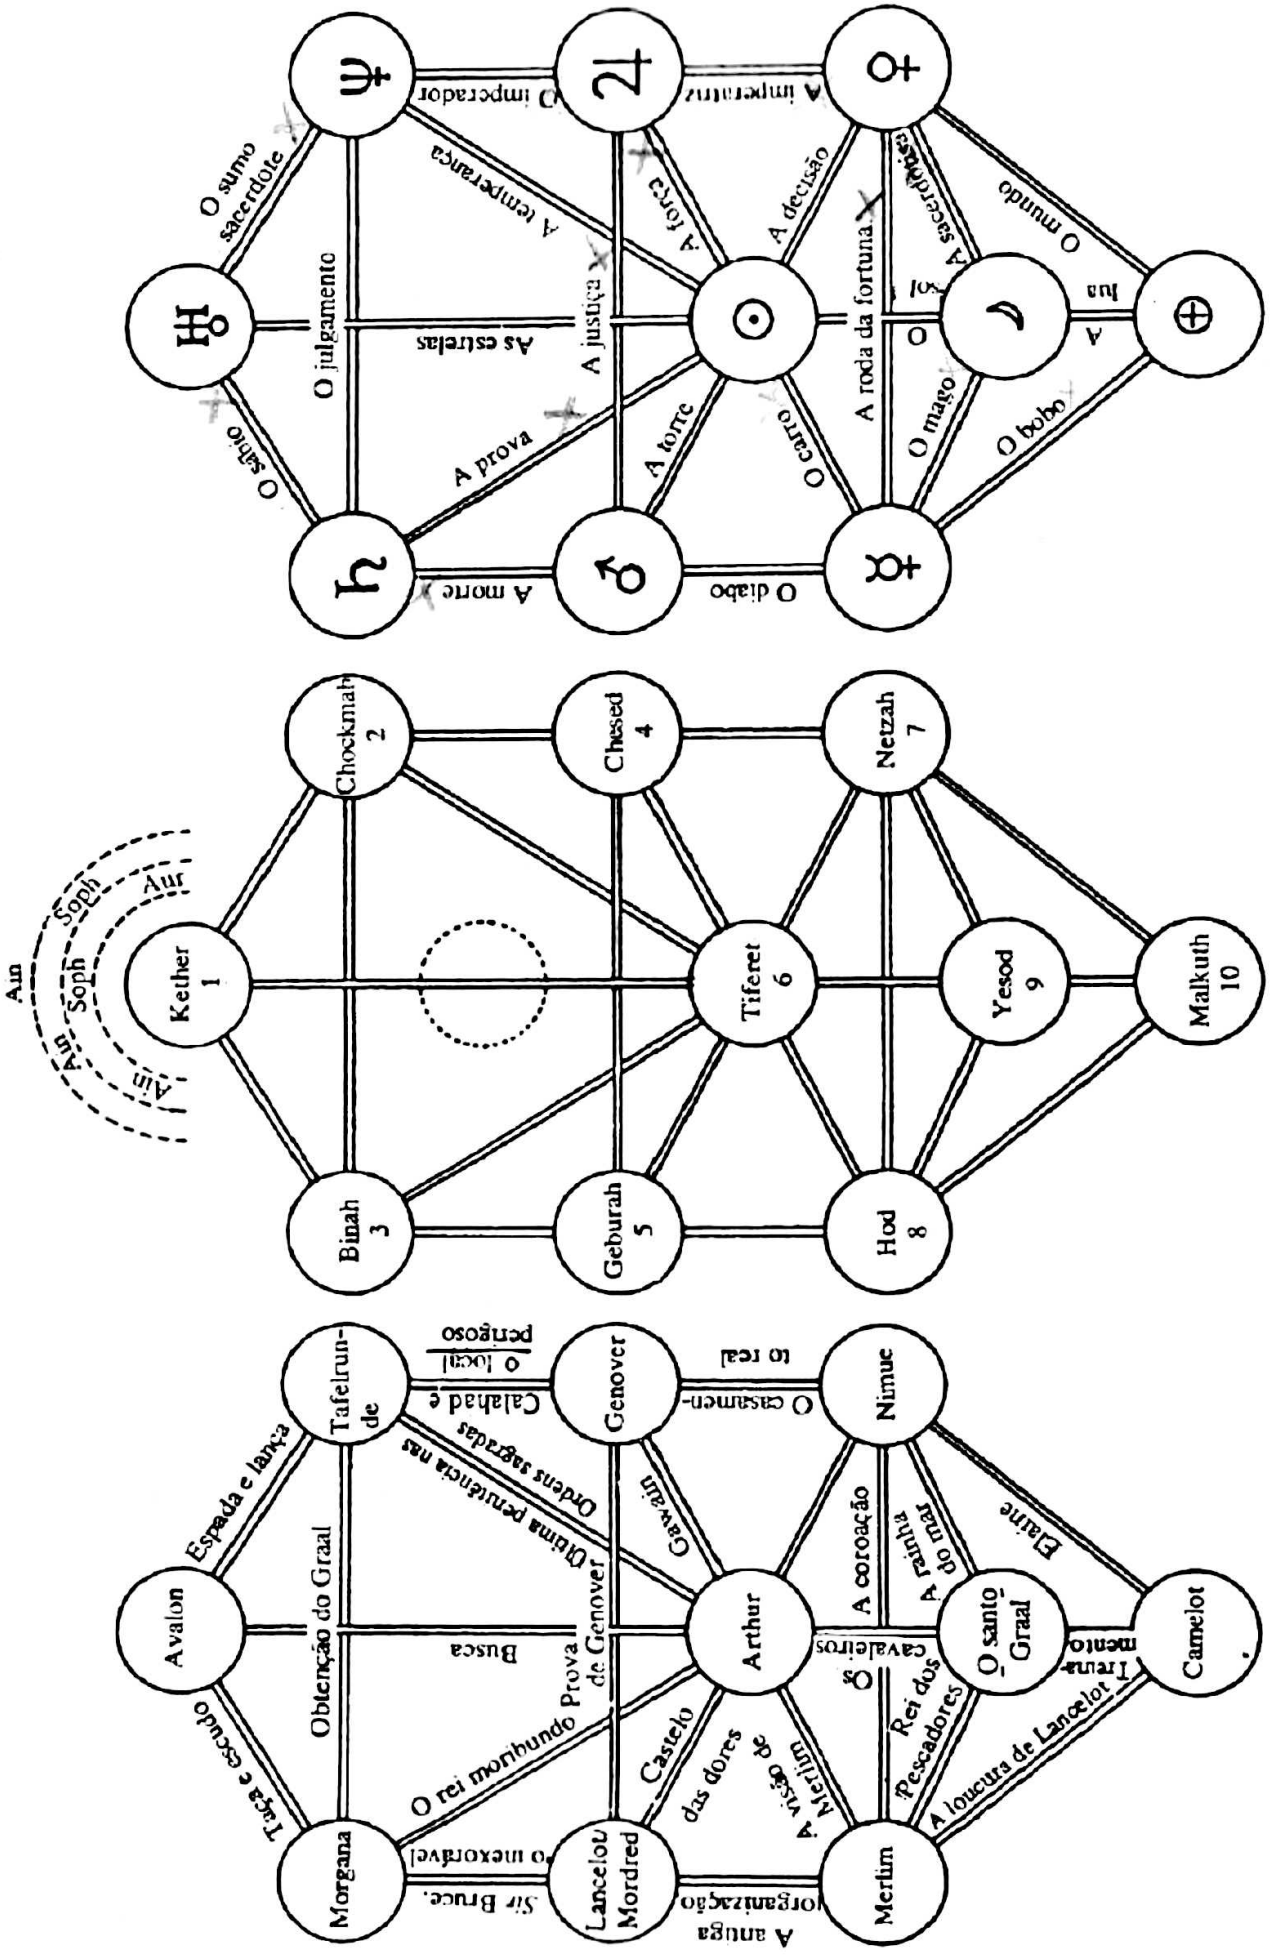 Ain
Ain Soph
Ain Soph Aur
Kether
1
Chockmah
2
Binah
3
Chesed
4
Geburah
5
Tiferet
6
Netzah
7
Hod
8
Yesod
9
Malkuth
10
Avalon
Espada e lança
Taça e escudo
Tafelrun-
de
Morgana
Obtenção do Graal
Busca
O rei moribundo
Última penitência nas
Ordens sagradas
Calahad e
o local
perigoso
Sir Bruce,
"o inexorável
Genover
Lancelot/
Mordred
Prova
de Genover
Gawain
Castelo
das dores
Arthur
O casamen-
to real
A antiga
organização
A visão de
Merlim
Nimue
Merlim
A coroação
Os
cavaleiros
A rainha
do mar
Rei dos
Pescadores
O santo
Graal
Elaine
A loucura de Lancelot
Treina-
mento
Camelot
♅
O sumo
sacerdote
O sábio
♆
♄
O julgamento
As estrelas
A temperança
A prova
O imperador
A morte
♃
♂
A justiça
A força
A torre
☉
A imperatriz
O diabo
A decisão
O carro
♀
☿
A roda da fortuna
O sol
A sacerdotisa
O mago
☽
O mundo
O bobo
A lua
⊕